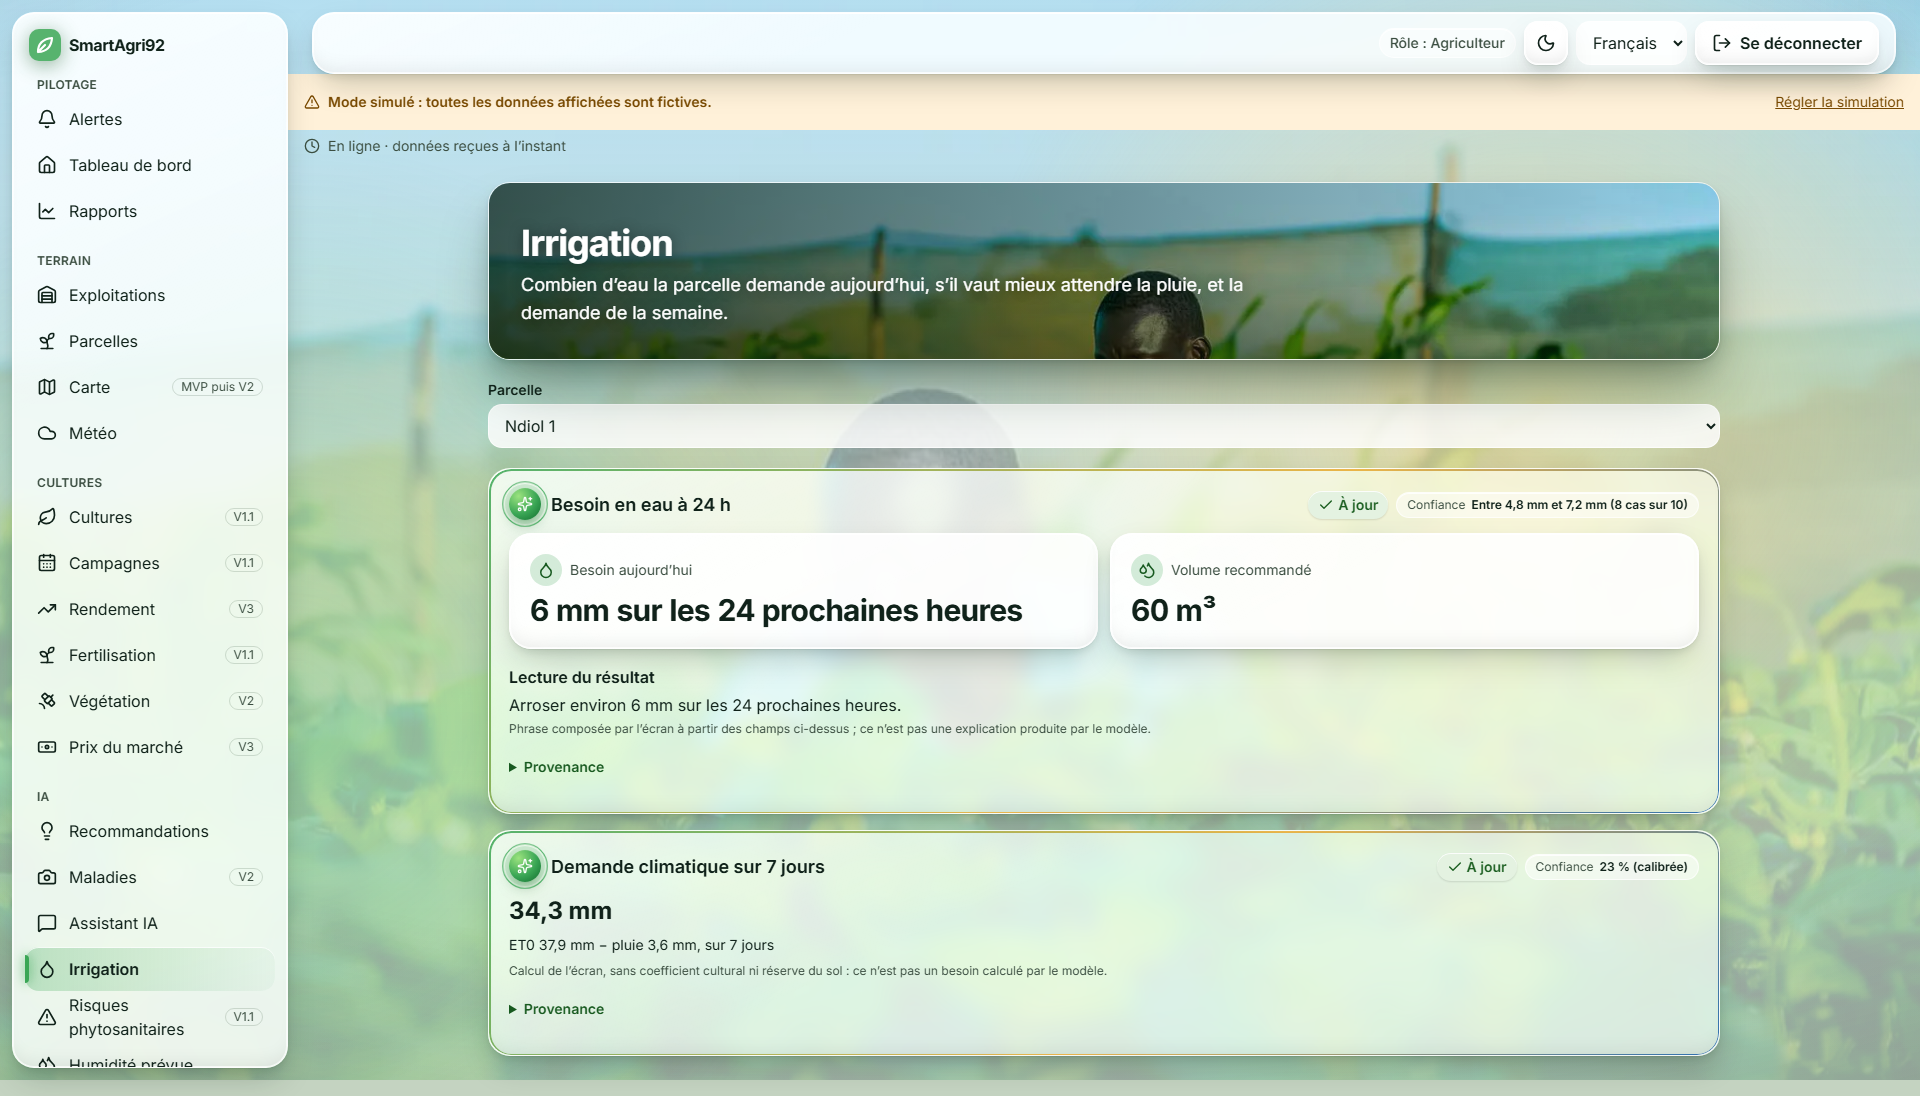 SmartAgri92
PILOTAGE
Alertes
Tableau de bord
Rapports
TERRAIN
Exploitations
Parcelles
Carte MVP puis V2
Météo
CULTURES
Cultures V1.1
Campagnes V1.1
Rendement V3
Fertilisation V1.1
Végétation V2
Prix du marché V3
IA
Recommandations
Maladies V2
Assistant IA
Irrigation
Risques
phytosanitaires V1.1
Humidité prévue
Rôle : Agriculteur
Français
Se déconnecter
Mode simulé : toutes les données affichées sont fictives.
Régler la simulation
En ligne · données reçues à l’instant
Irrigation
Combien d’eau la parcelle demande aujourd’hui, s’il vaut mieux attendre la pluie, et la
demande de la semaine.
Parcelle
Ndiol 1
Besoin en eau à 24 h
À jour
Confiance Entre 4,8 mm et 7,2 mm (8 cas sur 10)
Besoin aujourd’hui
6 mm sur les 24 prochaines heures
Volume recommandé
60 m³
Lecture du résultat
Arroser environ 6 mm sur les 24 prochaines heures.
Phrase composée par l’écran à partir des champs ci-dessus ; ce n’est pas une explication produite par le modèle.
Provenance
Demande climatique sur 7 jours
À jour
Confiance 23 % (calibrée)
34,3 mm
ET0 37,9 mm − pluie 3,6 mm, sur 7 jours
Calcul de l’écran, sans coefficient cultural ni réserve du sol : ce n’est pas un besoin calculé par le modèle.
Provenance